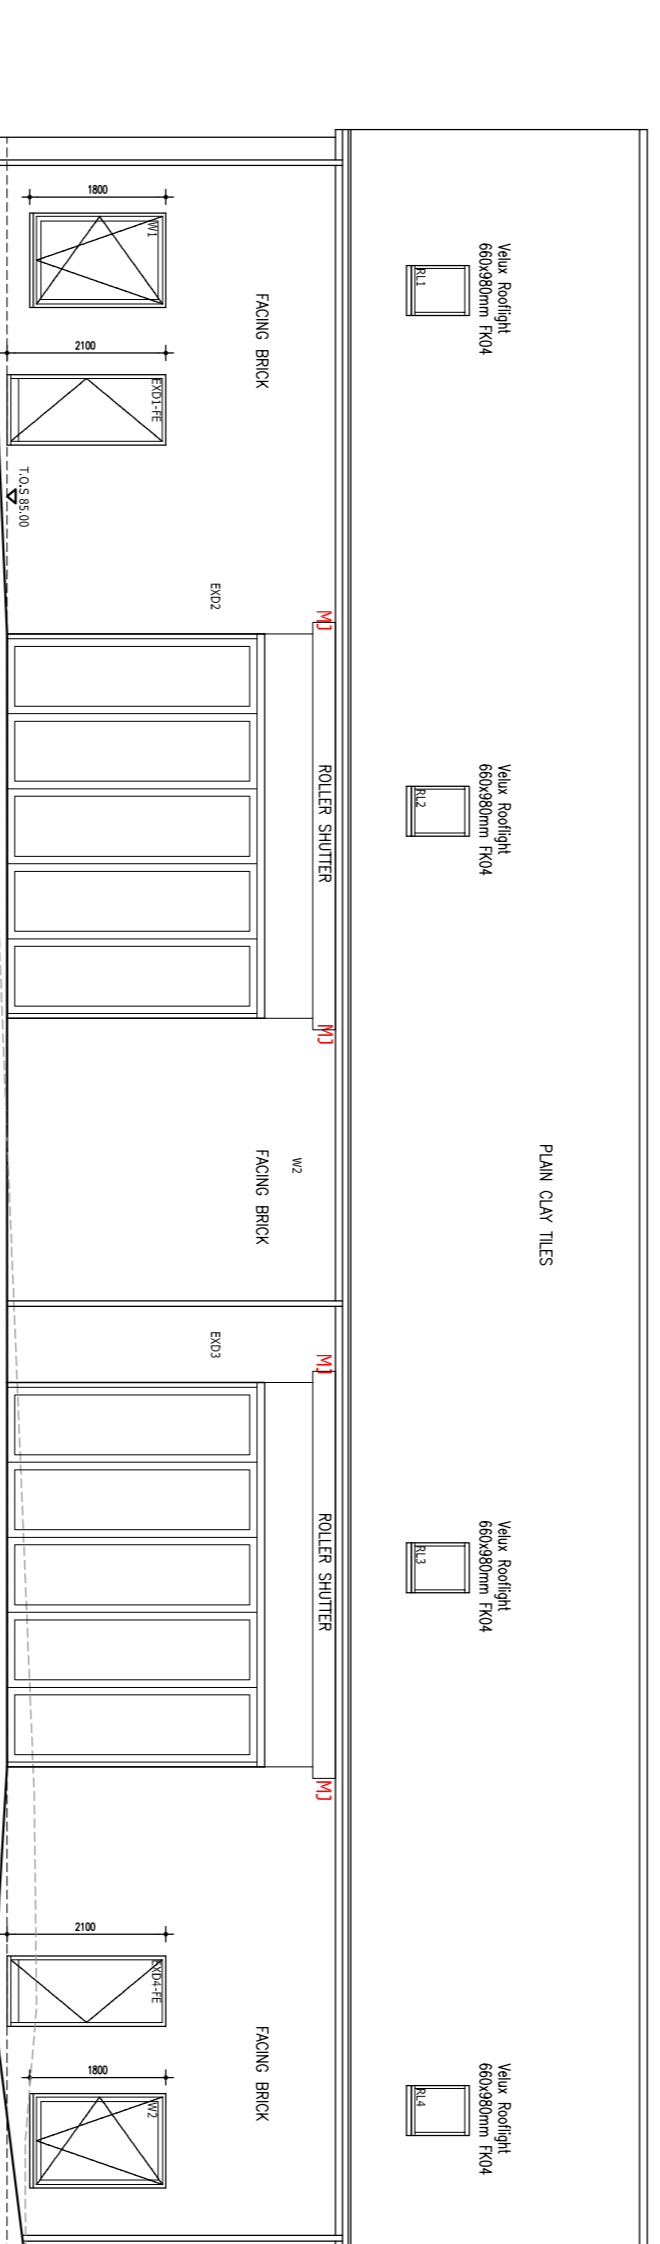 Velux Rooflight
660x980mm FK04
RL1
Velux Rooflight
660x980mm FK04
RL2
Velux Rooflight
660x980mm FK04
RL3
Velux Rooflight
660x980mm FK04
RL4
PLAIN CLAY TILES
MJ
ROLLER SHUTTER
MJ
MJ
ROLLER SHUTTER
MJ
W2
FACING BRICK
FACING BRICK
FACING BRICK
EXD2
EXD3
W1
1800
EXD1-FE
2100
T.O.S 85.00
EXD4-FE
2100
W2
1800